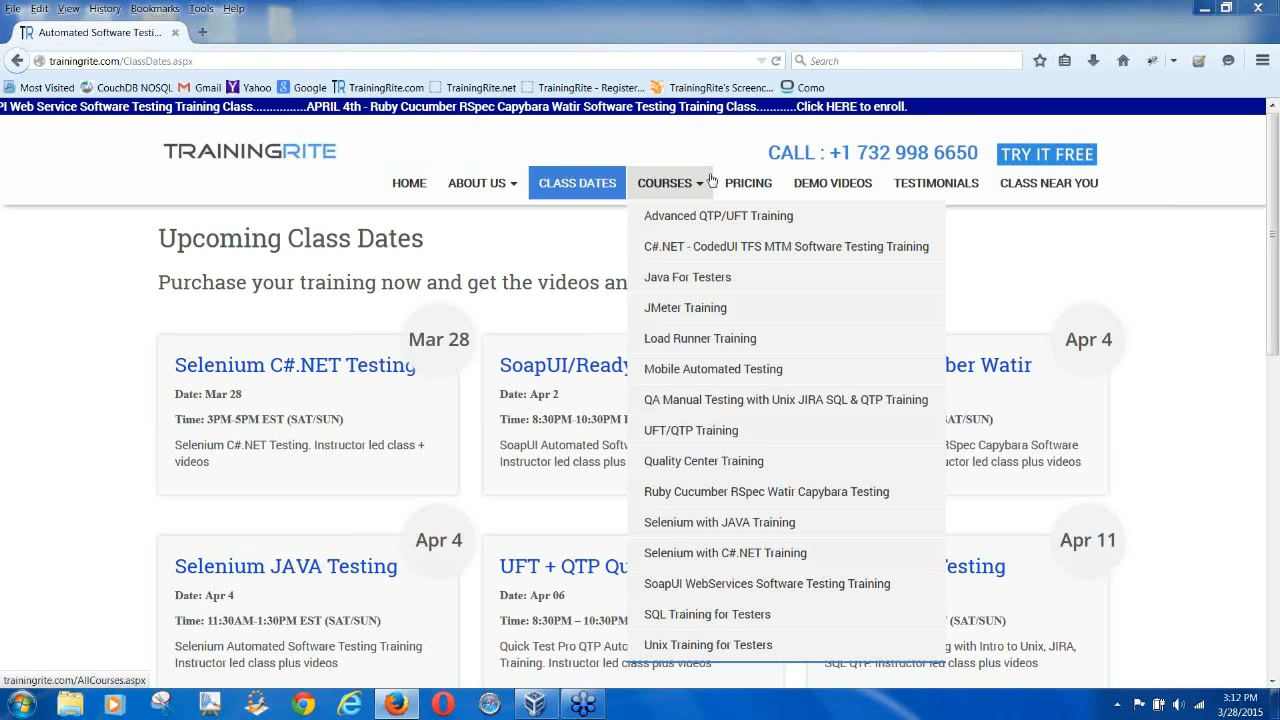 File Edit View History Bookmarks Tools Help
Automated Software Testi...
trainingrite.com/ClassDates.aspx
Search
Most Visited CouchDB NOSQL Gmail Yahoo Google TrainingRite.com TrainingRite.net TrainingRite - Register... TrainingRite's Screenc... Como
PI Web Service Software Testing Training Class................APRIL 4th - Ruby Cucumber RSpec Capybara Watir Software Testing Training Class............Click HERE to enroll.
TRAININGRITE
CALL : +1 732 998 6650 TRY IT FREE
HOME ABOUT US CLASS DATES COURSES PRICING DEMO VIDEOS TESTIMONIALS CLASS NEAR YOU
Advanced QTP/UFT Training
C#.NET - CodedUI TFS MTM Software Testing Training
Java For Testers
JMeter Training
Load Runner Training
Mobile Automated Testing
QA Manual Testing with Unix JIRA SQL & QTP Training
UFT/QTP Training
Quality Center Training
Ruby Cucumber RSpec Watir Capybara Testing
Selenium with JAVA Training
Selenium with C#.NET Training
SoapUI WebServices Software Testing Training
SQL Training for Testers
Unix Training for Testers
Upcoming Class Dates
Purchase your training now and get the videos an
Mar 28
Selenium C#.NET Testing
Date: Mar 28
Time: 3PM-5PM EST (SAT/SUN)
Selenium C#.NET Testing. Instructor led class +
videos
SoapUI/Ready
Date: Apr 2
Time: 8:30PM-10:30PM
SoapUI Automated Softw
Instructor led class plus
Apr 4
ber Watir
AT/SUN)
RSpec Capybara Software
ctor led class plus videos
Apr 4
Selenium JAVA Testing
Date: Apr 4
Time: 11:30AM-1:30PM EST (SAT/SUN)
Selenium Automated Software Testing Training
Instructor led class plus videos
UFT + QTP Qu
Date: Apr 06
Time: 8:30PM – 10:30PM
Quick Test Pro QTP Auto
Training. Instructor led class plus videos
Apr 11
esting
SUN)
with Intro to Unix, JIRA,
SQL QTP. Instructor led class plus videos
trainingrite.com/AllCourses.aspx
3:12 PM
3/28/2015